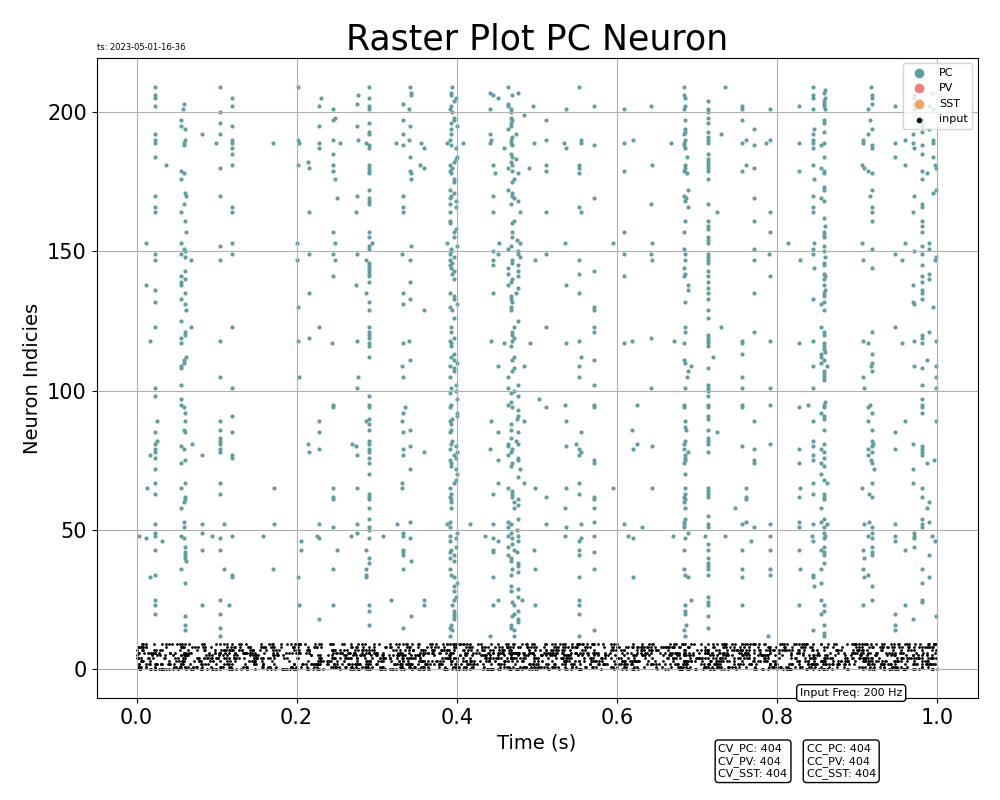 Raster Plot PC Neuron
ts: 2023-05-01-16-36
PC
PV
SST
input
200
150
100
50
0
Neuron Indicies
0.0 0.2 0.4 0.6 0.8 1.0
Time (s)
Input Freq: 200 Hz
CV_PC: 404
CV_PV: 404
CV_SST: 404
CC_PC: 404
CC_PV: 404
CC_SST: 404